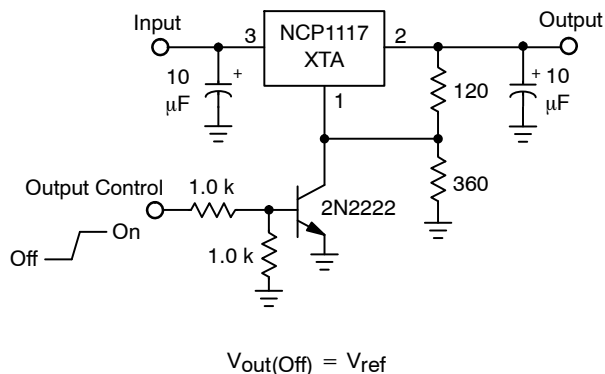 Input
Output
3
NCP1117
XTA
2
10
µF
+
1
120
+ 10
µF
360
Output Control
1.0 k
2N2222
On
Off
1.0 k
Vout(Off) = Vref